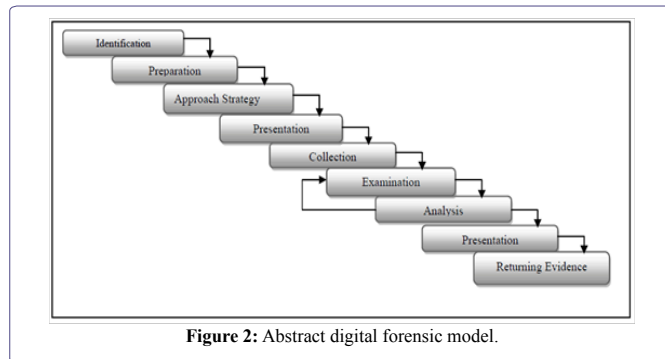 Identification
Preparation
Approach Strategy
Presentation
Collection
Examination
Analysis
Presentation
Returning Evidence
Figure 2: Abstract digital forensic model.